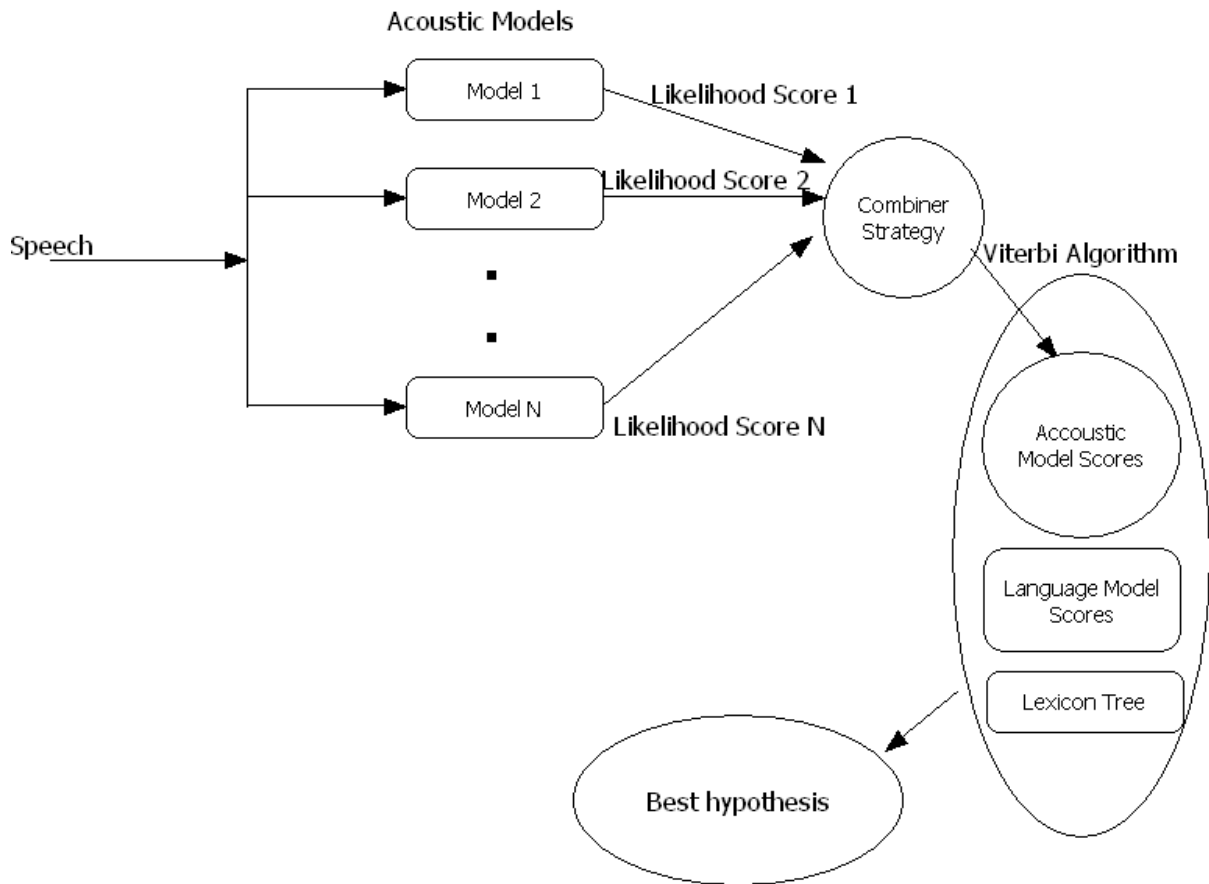 Acoustic Models
Model 1
Likelihood Score 1
Model 2
Likelihood Score 2
Combiner
Strategy
Speech
Viterbi Algorithm
Model N
Likelihood Score N
Accoustic
Model Scores
Language Model
Scores
Lexicon Tree
Best hypothesis